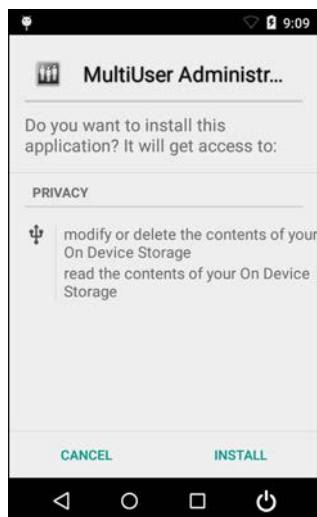 9:09
MultiUser Administr...
Do you want to install this
application? It will get access to:
PRIVACY
modify or delete the contents of your
On Device Storage
read the contents of your On Device
Storage
CANCEL INSTALL